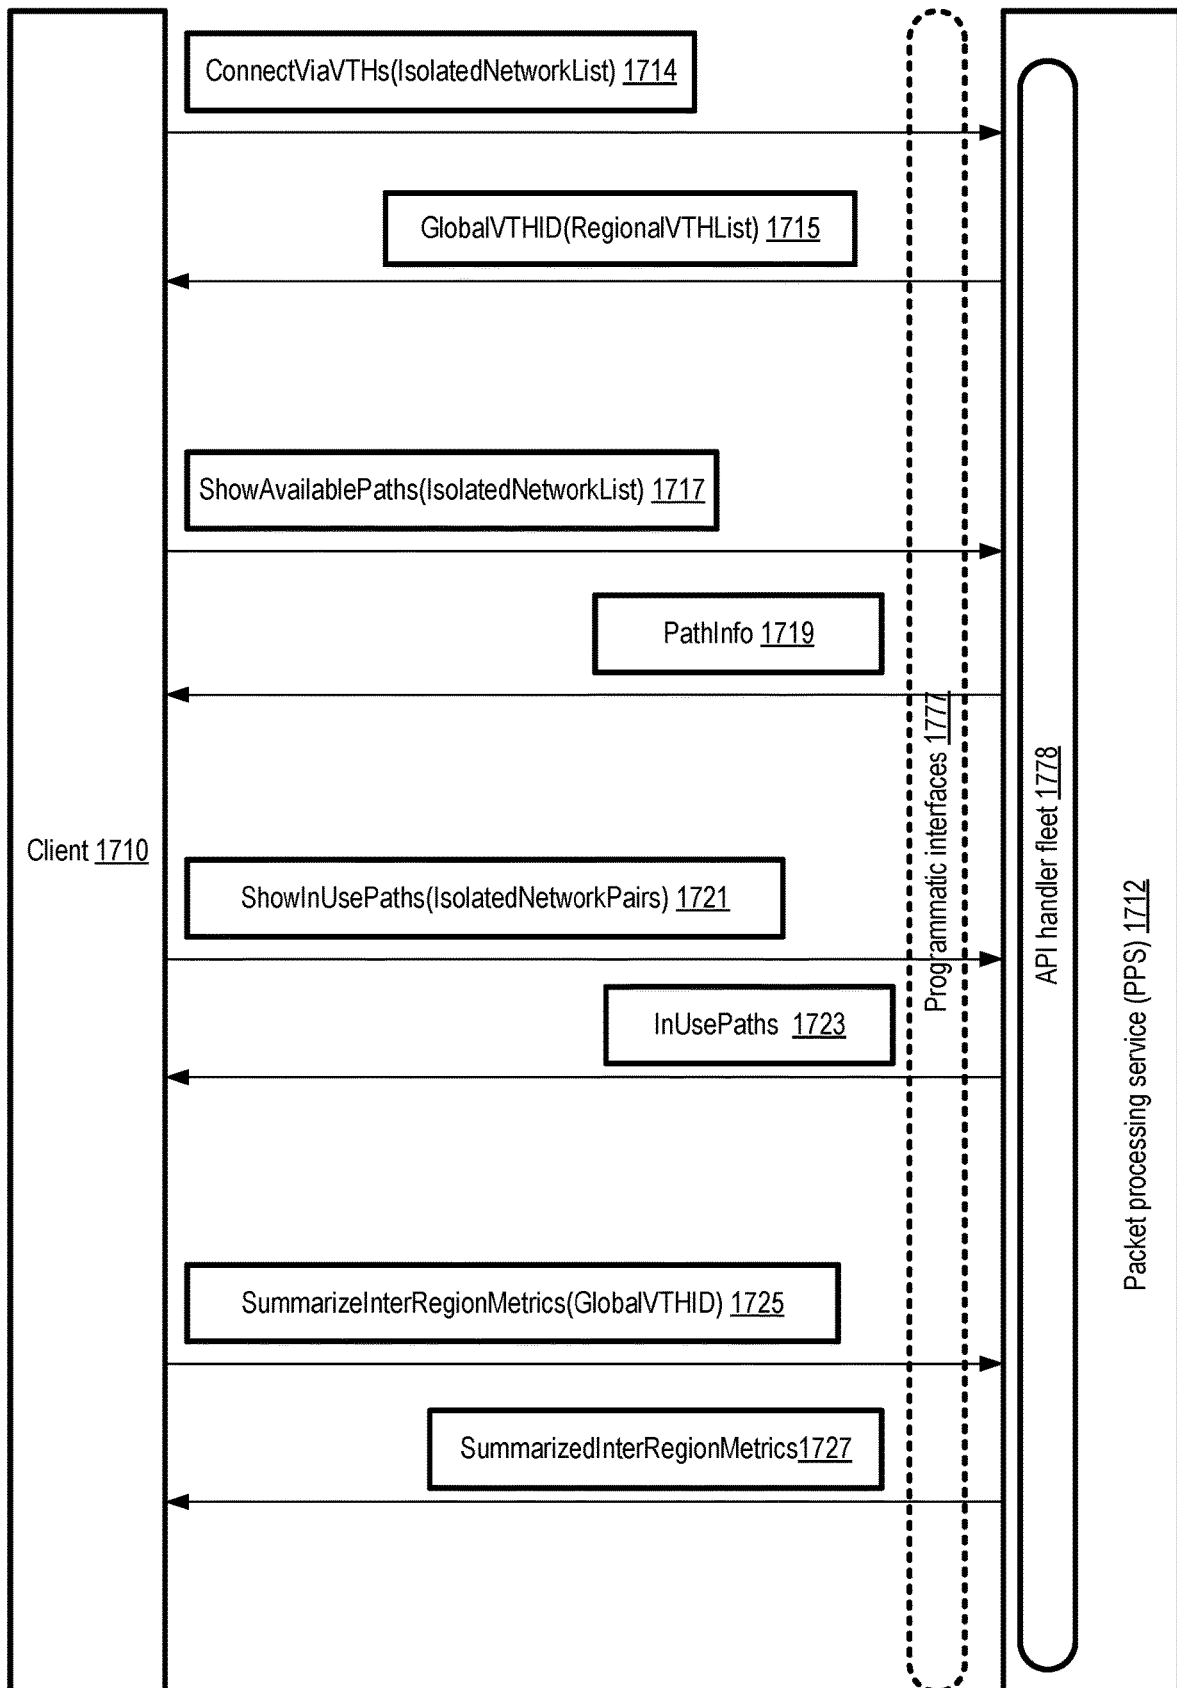 ConnectViaVTHs(IsolatedNetworkList) 1714
GlobalVTHID(RegionalVTHList) 1715
ShowAvailablePaths(IsolatedNetworkList) 1717
PathInfo 1719
Client 1710
ShowInUsePaths(IsolatedNetworkPairs) 1721
InUsePaths 1723
SummarizeInterRegionMetrics(GlobalVTHID) 1725
SummarizedInterRegionMetrics1727
Programmatic interfaces 1777
API handler fleet 1778
Packet processing service (PPS) 1712